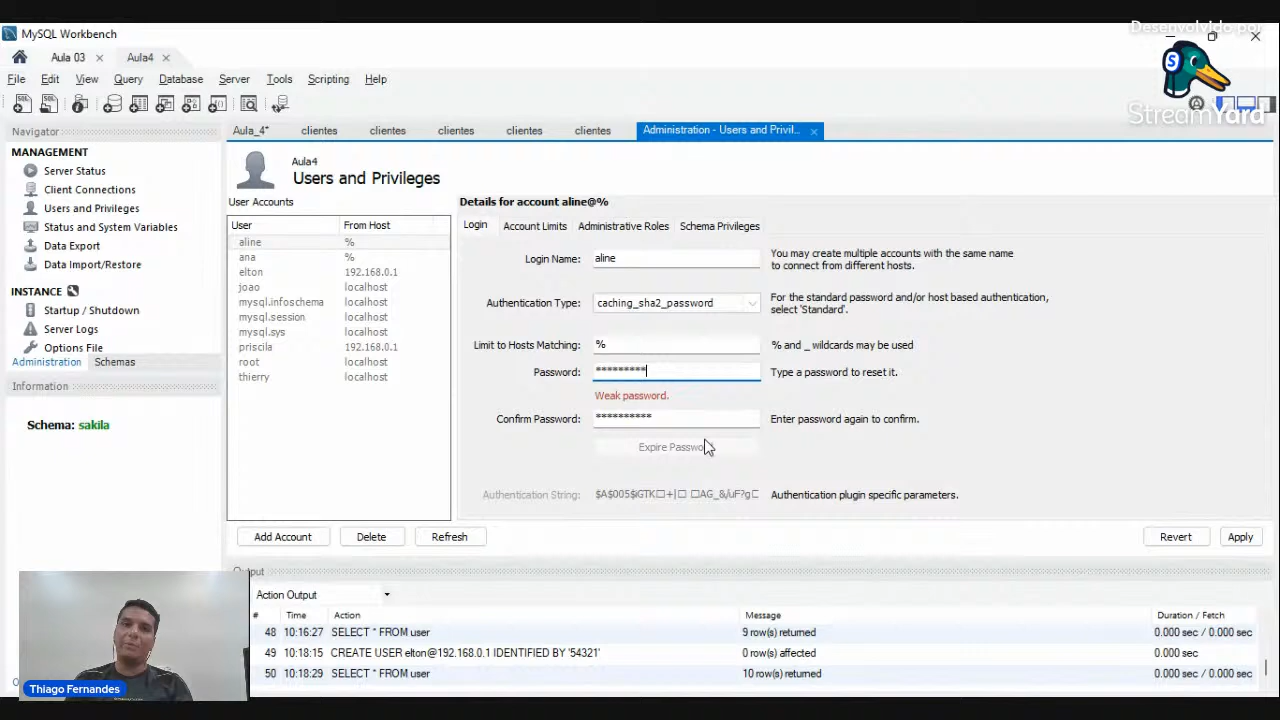 Desenvolvido por
MySQL Workbench
Aula 03
Aula4
StreamYard
File Edit View Query Database Server Tools Scripting Help
Navigator
Aula_4* clientes clientes clientes clientes clientes Administration - Users and Privil...
MANAGEMENT
Server Status
Client Connections
Users and Privileges
Status and System Variables
Data Export
Data Import/Restore
INSTANCE
Startup / Shutdown
Server Logs
Options File
Administration Schemas
Information
Schema: sakila
Aula4
Users and Privileges
User Accounts
User From Host
aline %
ana %
elton 192.168.0.1
joao localhost
mysql.infoschema localhost
mysql.session localhost
mysql.sys localhost
priscila 192.168.0.1
root localhost
thierry localhost
Details for account aline@%
Login Account Limits Administrative Roles Schema Privileges
Login Name: aline
You may create multiple accounts with the same name
to connect from different hosts.
Authentication Type: caching_sha2_password
For the standard password and/or host based authentication,
select 'Standard'.
Limit to Hosts Matching: % % and _ wildcards may be used
Password: ********* Type a password to reset it.
Weak password.
Confirm Password: ********** Enter password again to confirm.
Expire Passwo
Authentication String: Authentication plugin specific parameters.
Add Account Delete Refresh Revert Apply
Output
Action Output
# Time Action Message Duration / Fetch
48 10:16:27 SELECT * FROM user 9 row(s) returned 0.000 sec / 0.000 sec
49 10:18:15 CREATE USER elton@192.168.0.1 IDENTIFIED BY '54321' 0 row(s) affected 0.000 sec
50 10:18:29 SELECT * FROM user 10 row(s) returned 0.000 sec / 0.000 sec
Thiago Fernandes